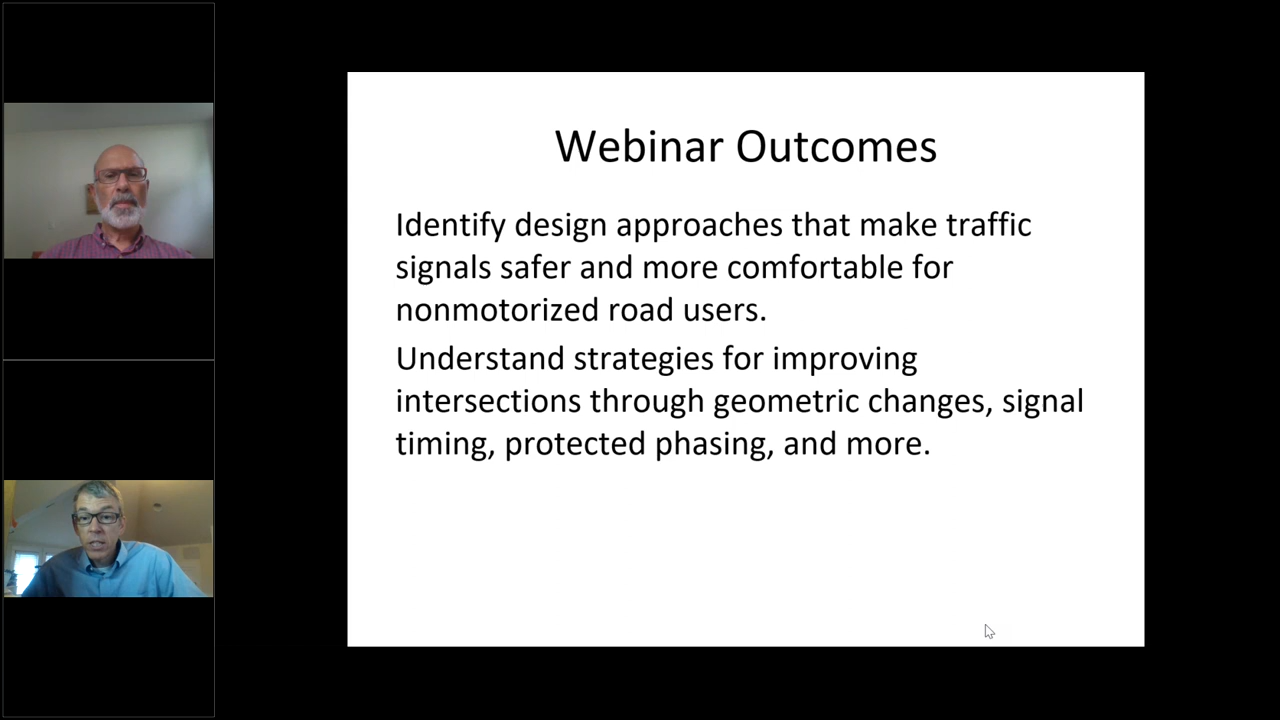 Webinar Outcomes
Identify design approaches that make traffic
signals safer and more comfortable for
nonmotorized road users.
Understand strategies for improving
intersections through geometric changes, signal
timing, protected phasing, and more.